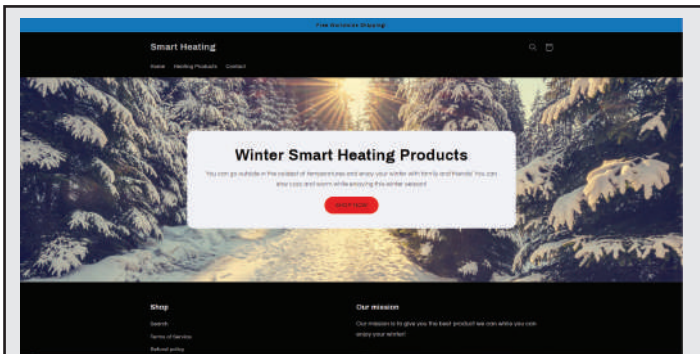 Free Worldwide Shipping
Smart Heating
Home Heating Products Contact
Winter Smart Heating Products
You can go outside in the coldest of temperatures and enjoy your winter with family and friends! You can
stay cozy and warm while enjoying this winter season!
SHOP NOW
Shop
Our mission
Search
Our mission is to give you the best product we can while you can
enjoy your winter!
Terms of Service
Refund policy